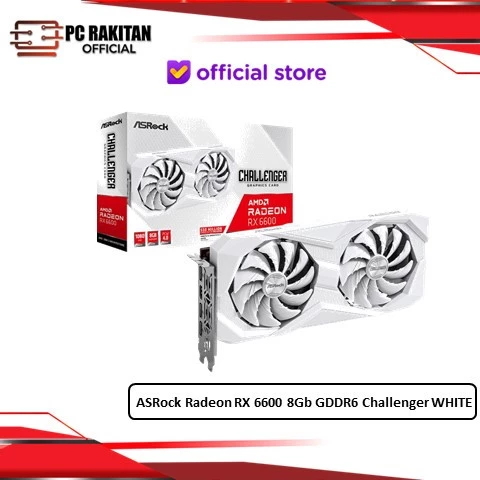 PC RAKITAN
OFFICIAL
official store
ASRock
CHALLENGER
GRAPHICS CARD
AMD
RADEON
RX 6600
ASRock Radeon RX 6600 8Gb GDDR6 Challenger WHITE